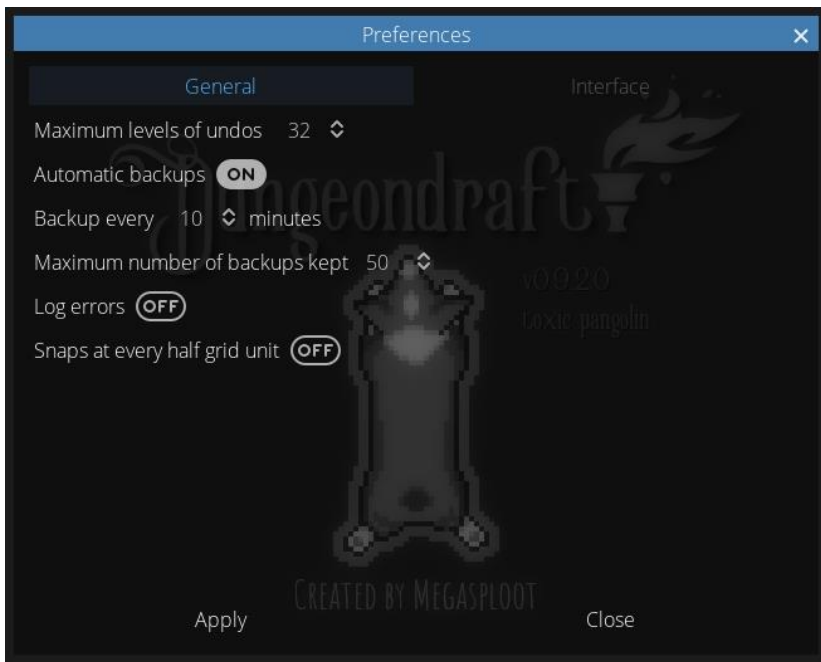 Preferences
General Interface
Maximum levels of undos 32
Automatic backups ON
Backup every 10 minutes
Maximum number of backups kept 50
Log errors OFF
Snaps at every half grid unit OFF
Dungeondraft
v0.9.2.0
toxic pangolin
CREATED BY MEGASPLOOT
Apply Close